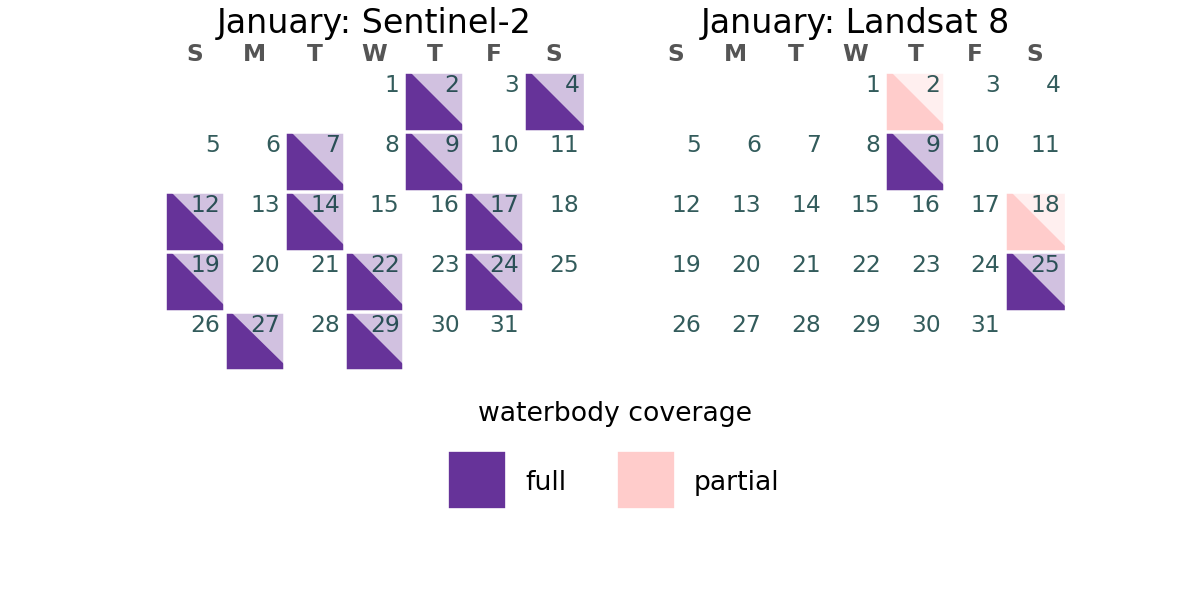 January: Sentinel-2
S M T W T F S
1 2 3 4
5 6 7 8 9 10 11
12 13 14 15 16 17 18
19 20 21 22 23 24 25
26 27 28 29 30 31
January: Landsat 8
S M T W T F S
1 2 3 4
5 6 7 8 9 10 11
12 13 14 15 16 17 18
19 20 21 22 23 24 25
26 27 28 29 30 31
waterbody coverage
full
partial